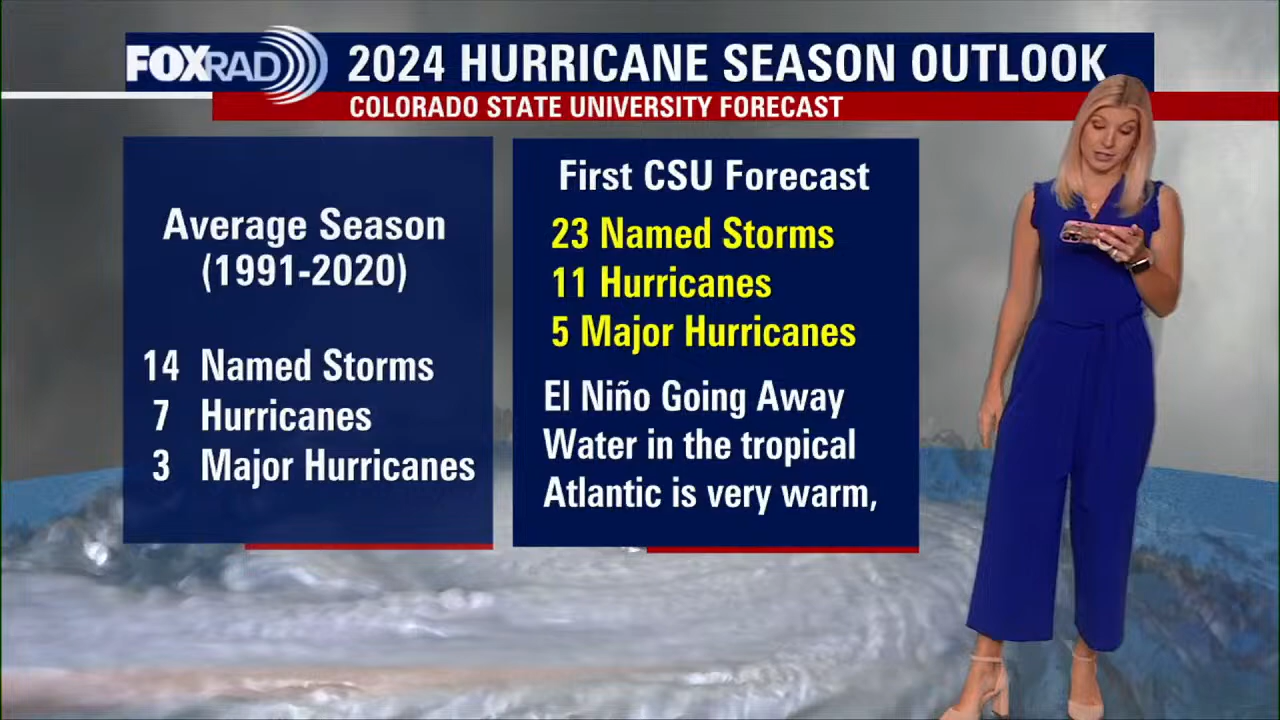 FOXRAD
2024 HURRICANE SEASON OUTLOOK
COLORADO STATE UNIVERSITY FORECAST
Average Season
(1991-2020)
14 Named Storms
7 Hurricanes
3 Major Hurricanes
First CSU Forecast
23 Named Storms
11 Hurricanes
5 Major Hurricanes
El Niño Going Away
Water in the tropical
Atlantic is very warm,